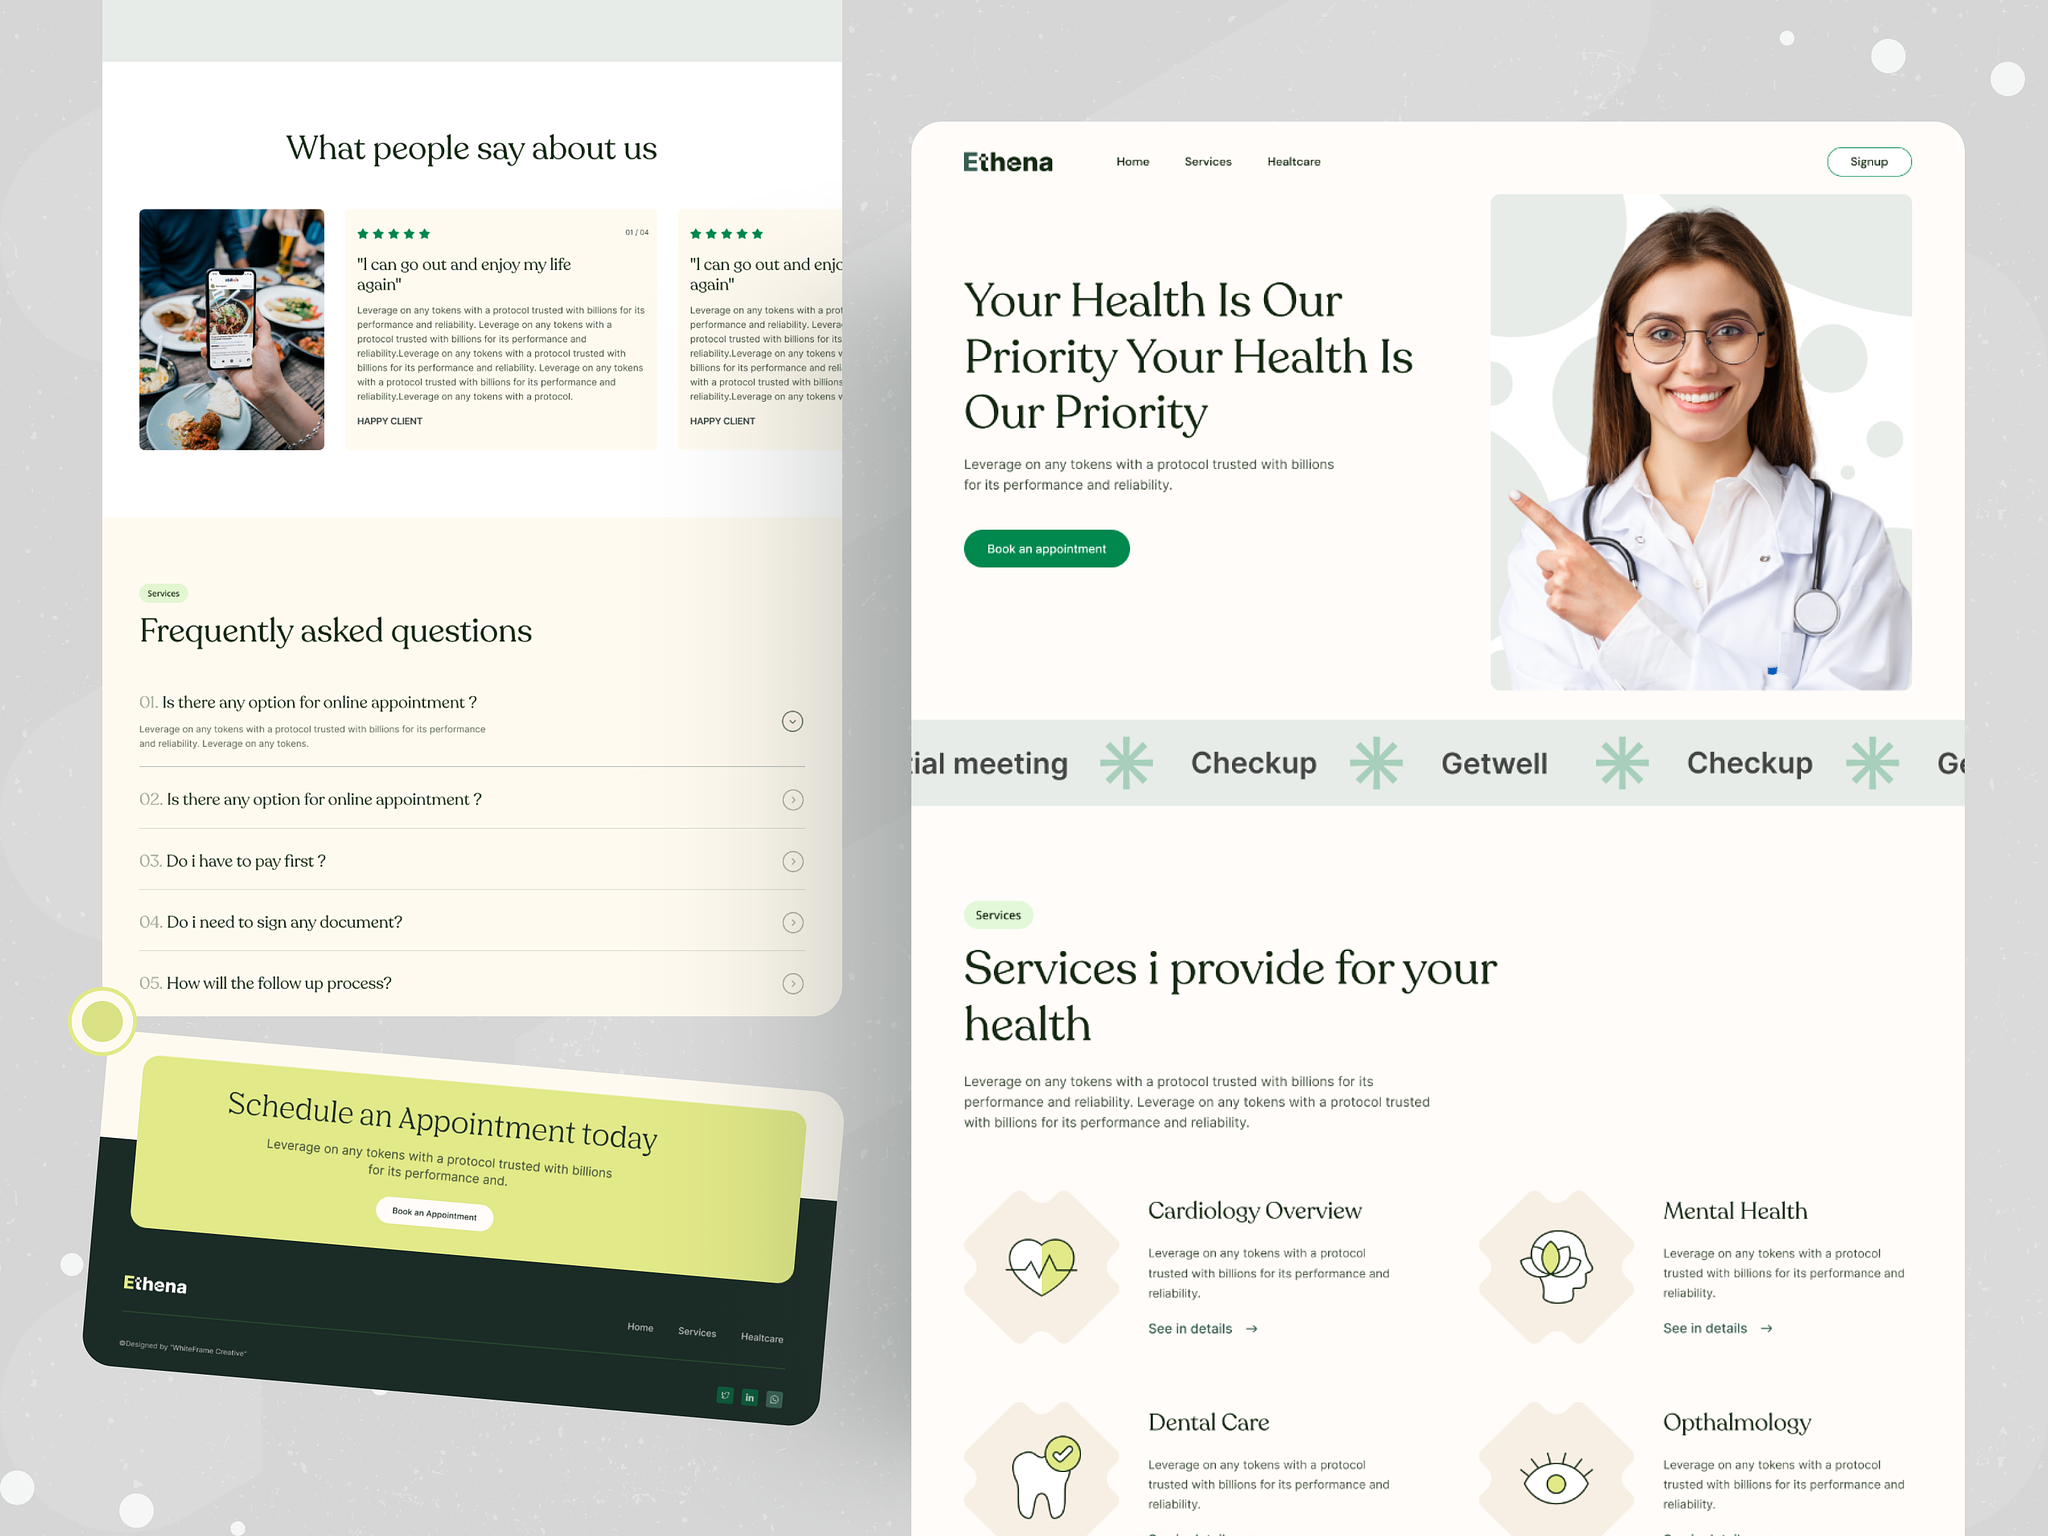 What people say about us
01 / 04
"I can go out and enjoy my life
again"
Leverage on any tokens with a protocol trusted with billions for its
performance and reliability. Leverage on any tokens with a
protocol trusted with billions for its performance and
reliability.Leverage on any tokens with a protocol trusted with
billions for its performance and reliability. Leverage on any tokens
with a protocol trusted with billions for its performance and
reliability.Leverage on any tokens with a protocol.
HAPPY CLIENT
"I can go out and enjo
again"
Leverage on any tokens with a prot
performance and reliability. Levera
protocol trusted with billions for its
reliability.Leverage on any tokens w
billions for its performance and reli
with a protocol trusted with billions
reliability.Leverage on any tokens w
HAPPY CLIENT
Services
Frequently asked questions
01. Is there any option for online appointment ?
Leverage on any tokens with a protocol trusted with billions for its performance
and reliability. Leverage on any tokens.
02. Is there any option for online appointment ?
03. Do i have to pay first ?
04. Do i need to sign any document?
05. How will the follow up process?
Schedule an Appointment today
Leverage on any tokens with a protocol trusted with billions
for its performance and.
Book an Appointment
Ethena
Home Services Healtcare
©Designed by "WhiteFrame Creative"
in
Ethena
Home Services Healtcare
Signup
Your Health Is Our
Priority Your Health Is
Our Priority
Leverage on any tokens with a protocol trusted with billions
for its performance and reliability.
Book an appointment
tial meeting Checkup Getwell Checkup Ge
Services
Services i provide for your
health
Leverage on any tokens with a protocol trusted with billions for its
performance and reliability. Leverage on any tokens with a protocol trusted
with billions for its performance and reliability.
Cardiology Overview
Leverage on any tokens with a protocol
trusted with billions for its performance and
reliability.
See in details
Mental Health
Leverage on any tokens with a protocol
trusted with billions for its performance and
reliability.
See in details
Dental Care
Leverage on any tokens with a protocol
trusted with billions for its performance and
reliability.
Opthalmology
Leverage on any tokens with a protocol
trusted with billions for its performance and
reliability.